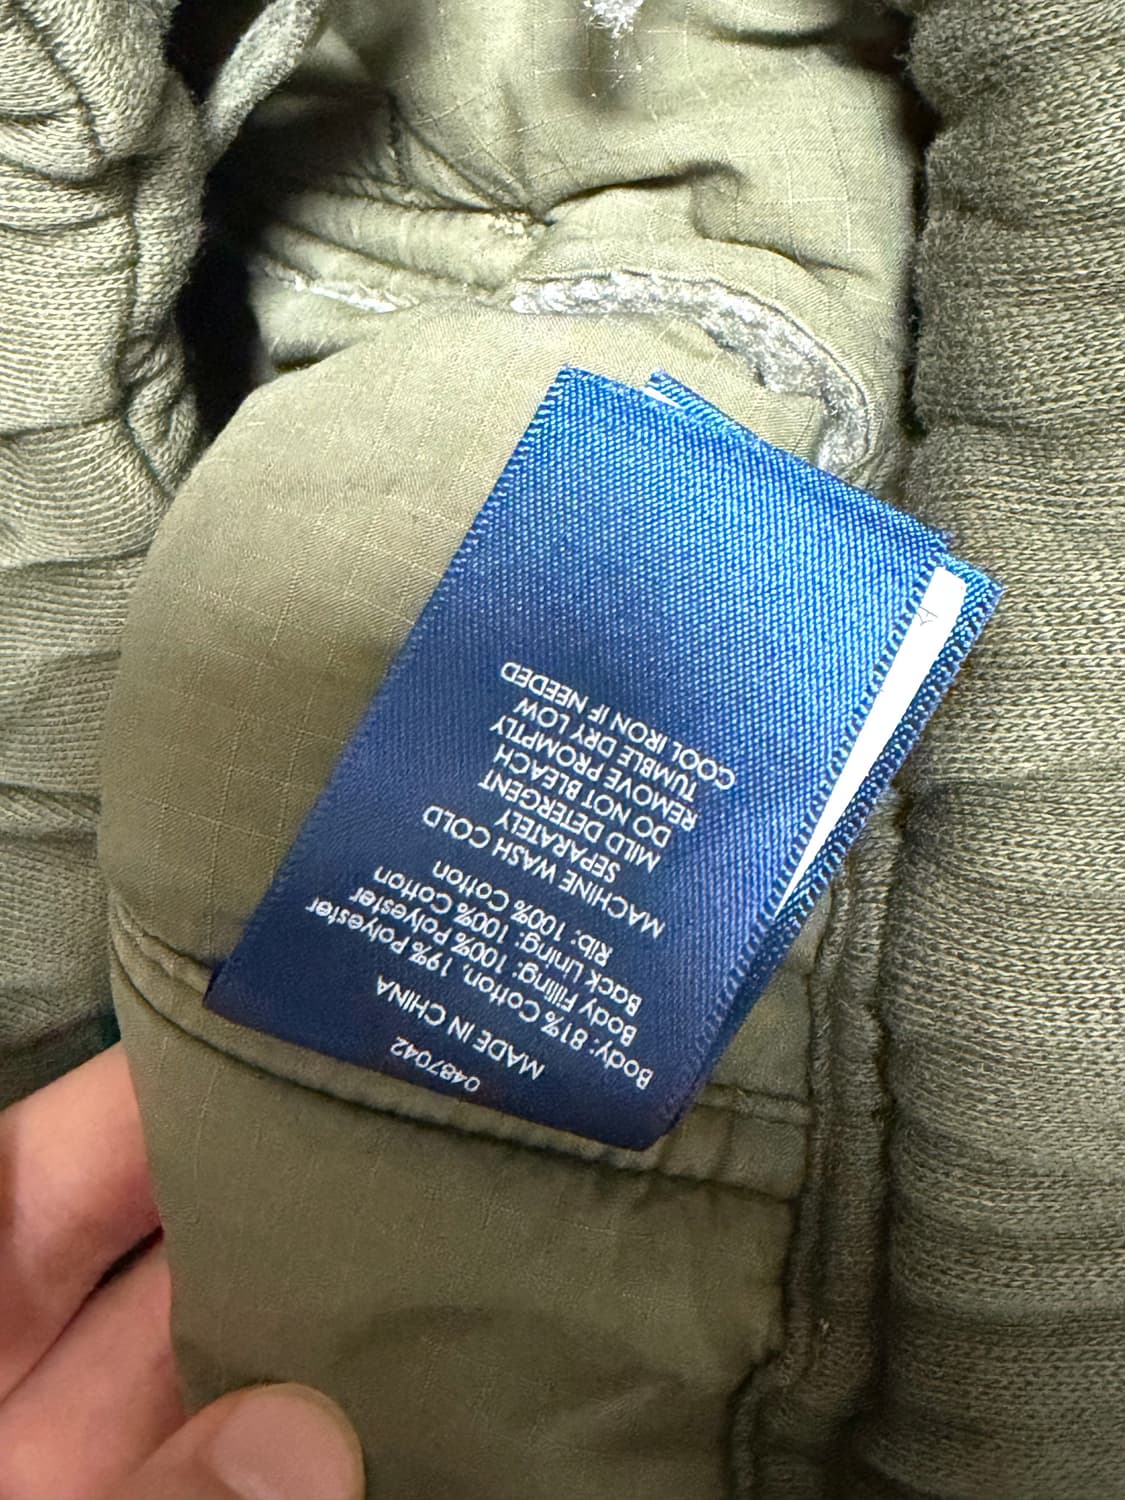 0487042
MADE IN CHINA
Body: 81% Cotton, 19% Polyester
Body Filling: 100% Polyester
Back Lining: 100% Cotton
Rib: 100% Cotton
MACHINE WASH COLD
SEPARATELY
MILD DETERGENT
DO NOT BLEACH
REMOVE PROMPTLY
TUMBLE DRY LOW
COOL IRON IF NEEDED